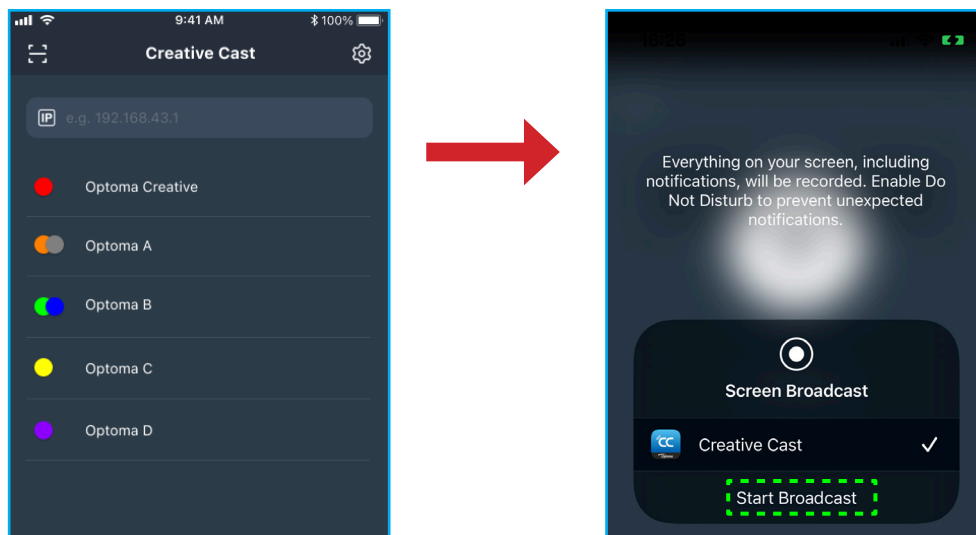 9:41 AM
100%
Creative Cast
IP e.g. 192.168.43.1
Optoma Creative
Optoma A
Optoma B
Optoma C
Optoma D
Everything on your screen, including
notifications, will be recorded. Enable Do
Not Disturb to prevent unexpected
notifications.
Screen Broadcast
CC
Creative Cast
Start Broadcast